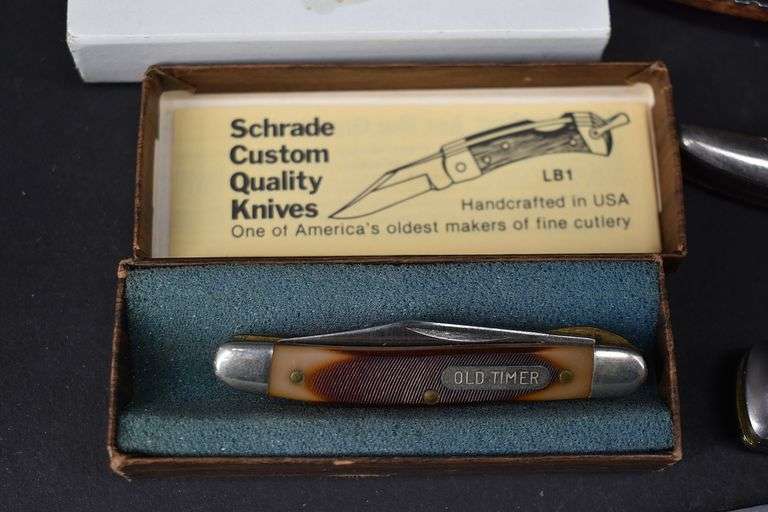 Schrade
Custom
Quality
Knives
LB1
Handcrafted in USA
One of America's oldest makers of fine cutlery
OLD TIMER